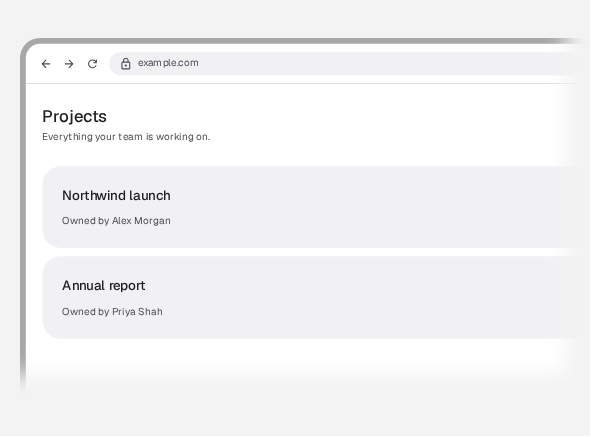 example.com
Projects
Everything your team is working on.
Northwind launch
Owned by Alex Morgan
Annual report
Owned by Priya Shah